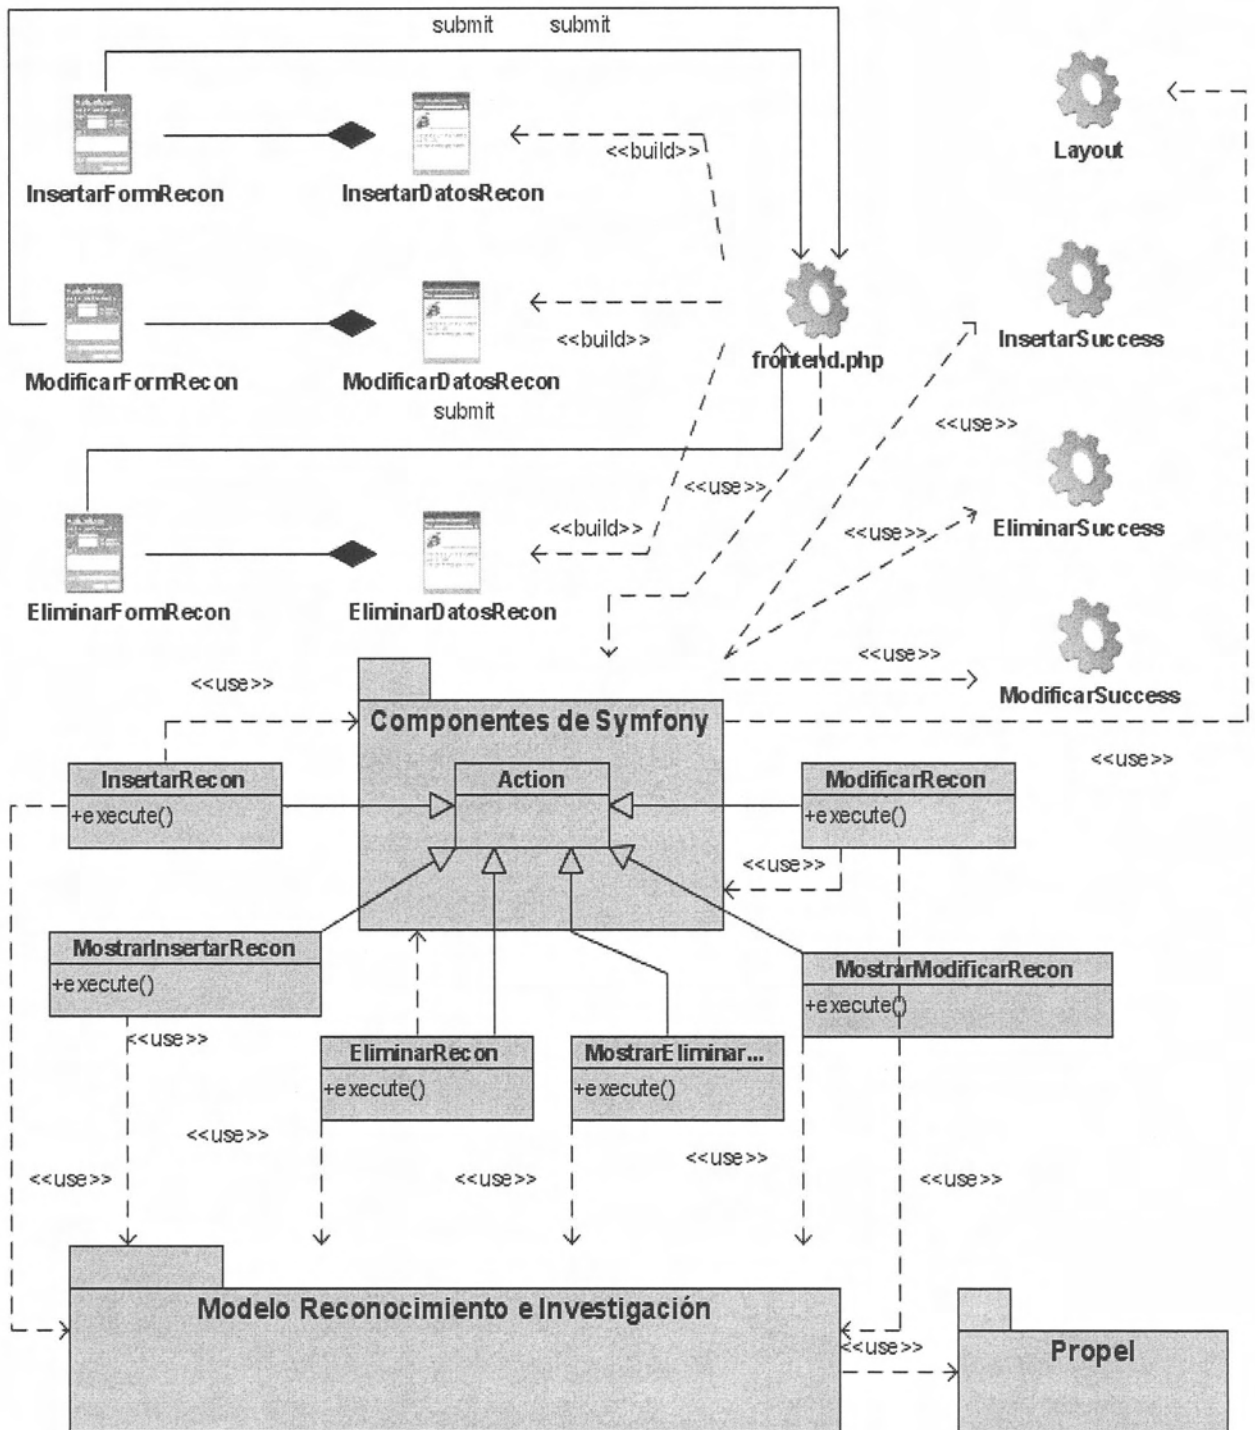 submit submit
InsertarFormRecon
InsertarDatosRecon
<<build>>
Layout
ModificarFormRecon
ModificarDatosRecon
submit
<<build>>
frontend.php
InsertarSuccess
<<use>>
<<use>>
<<build>>
<<use>>
EliminarSuccess
EliminarFormRecon
EliminarDatosRecon
<<use>>
<<use>>
ModificarSuccess
Componentes de Symfony
<<use>>
InsertarRecon
+execute()
Action
ModificarRecon
+execute()
<<use>>
MostrarInsertarRecon
+execute()
MostrarModificarRecon
+execute()
<<use>>
EliminarRecon
+execute()
MostrarEliminar...
+execute()
<<use>>
<<use>>
<<use>>
<<use>>
<<use>>
Modelo Reconocimiento e Investigación
<<use>>
Propel